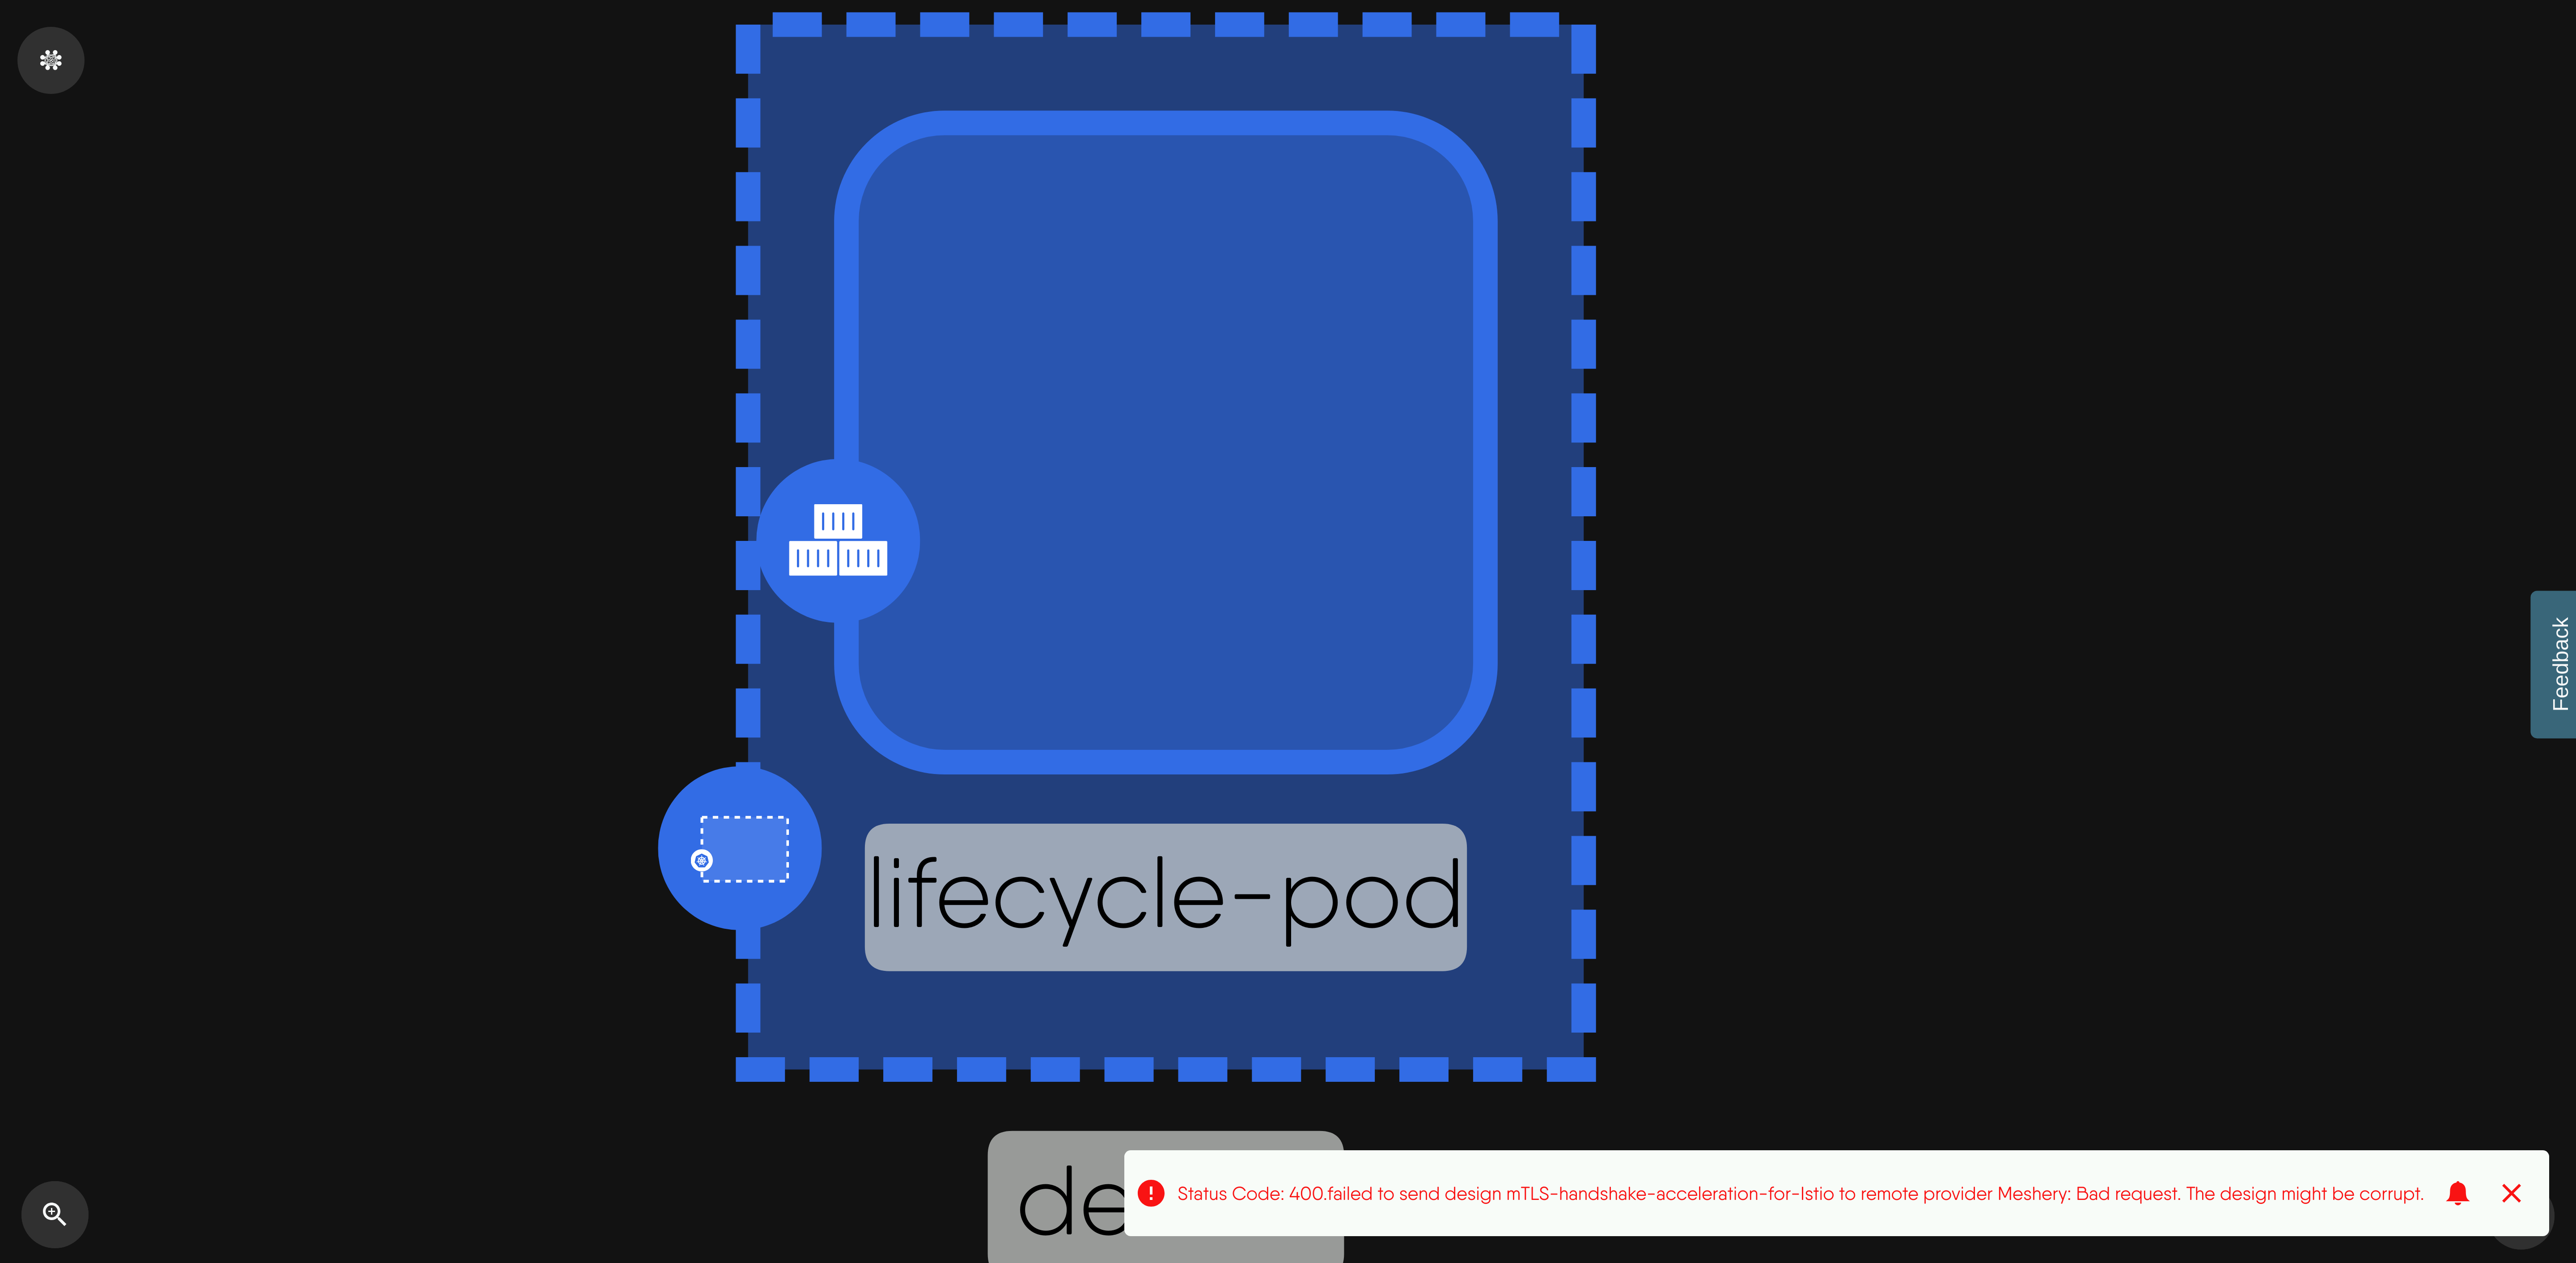 lifecycle-pod
Status Code: 400.failed to send design mTLS-handshake-acceleration-for-Istio to remote provider Meshery: Bad request. The design might be corrupt.
Feedback